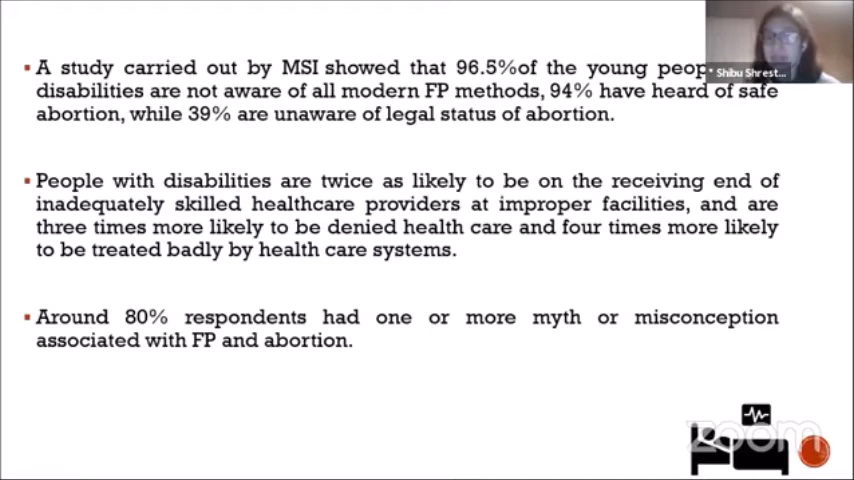 A study carried out by MSI showed that 96.5%of the young peop
disabilities are not aware of all modern FP methods, 94% have heard of safe
abortion, while 39% are unaware of legal status of abortion.
People with disabilities are twice as likely to be on the receiving end of
inadequately skilled healthcare providers at improper facilities, and are
three times more likely to be denied health care and four times more likely
to be treated badly by health care systems.
Around 80% respondents had one or more myth or misconception
associated with FP and abortion.
Shibu Shrest...
zoom